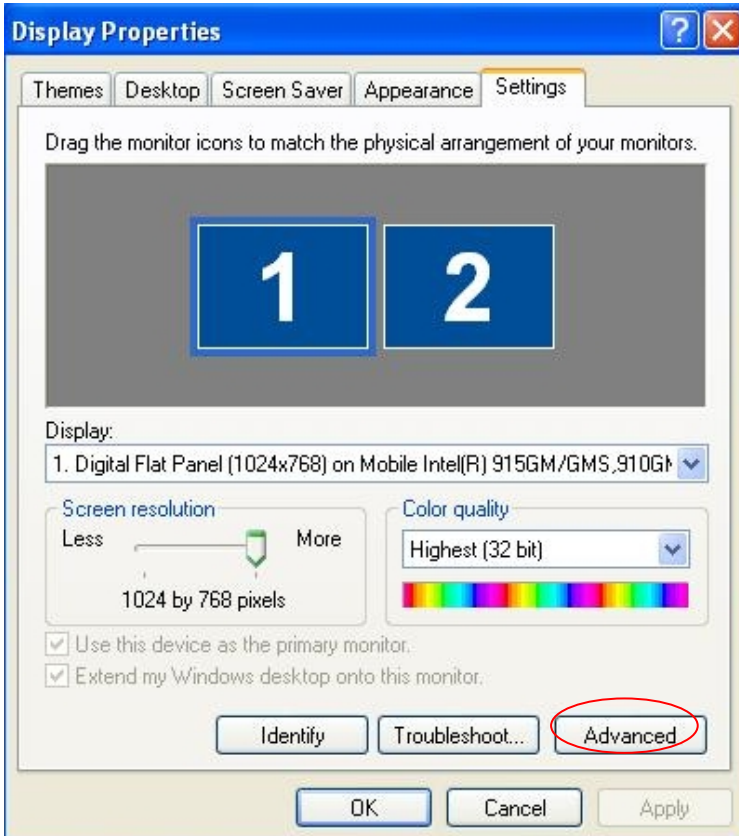 Display Properties
Themes Desktop Screen Saver Appearance Settings
Drag the monitor icons to match the physical arrangement of your monitors.
1 2
Display:
1. Digital Flat Panel (1024x768) on Mobile Intel(R) 915GM/GMS,910GM
Screen resolution Color quality
Less More Highest (32 bit)
1024 by 768 pixels
Use this device as the primary monitor.
Extend my Windows desktop onto this monitor.
Identify Troubleshoot... Advanced
OK Cancel Apply